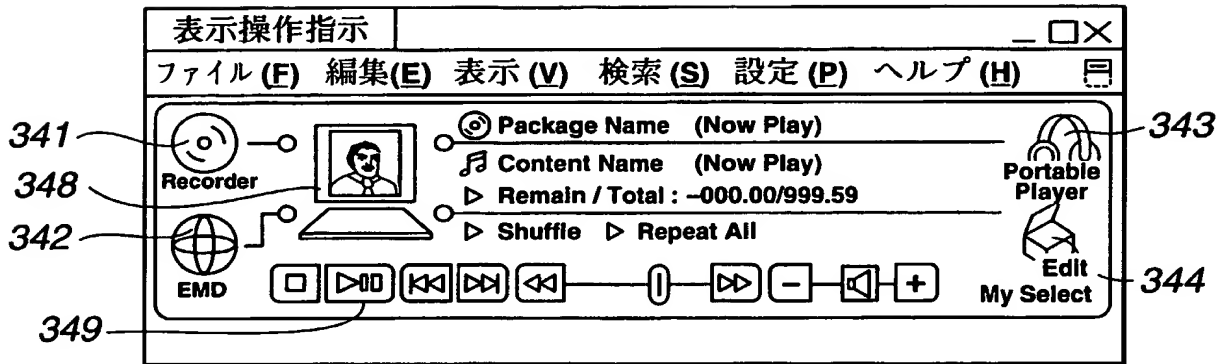 表示操作指示
ファイル (F) 編集(E) 表示 (V) 検索 (S) 設定 (P) ヘルプ (H)
341
348
342
349
343
344
Recorder
EMD
Package Name (Now Play)
Content Name (Now Play)
Remain / Total : –000.00/999.59
Shuffle Repeat All
Portable
Player
Edit
My Select